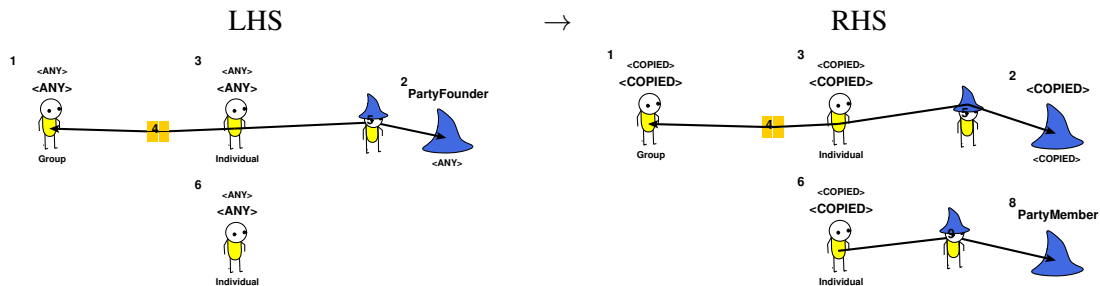 LHS → RHS
1 <ANY> <ANY> Group
4
3 <ANY> <ANY> Individual
5
2 PartyFounder <ANY>
6 <ANY> <ANY> Individual
1 <COPIED> <COPIED> Group
4
3 <COPIED> <COPIED> Individual
5
2 <COPIED> <COPIED>
6 <COPIED> <COPIED> Individual
9
8 PartyMember